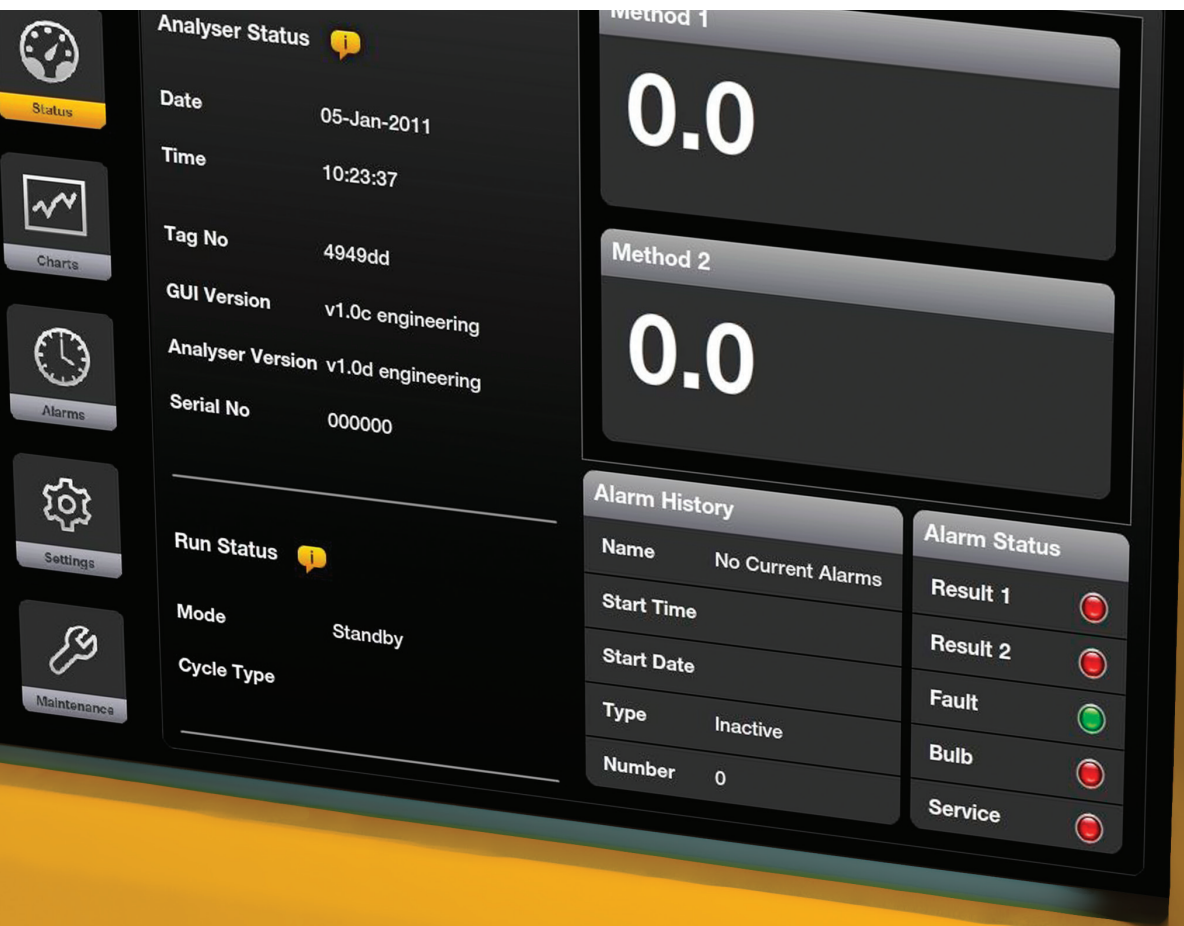 Status
Charts
Alarms
Settings
Maintenance
Analyser Status
i
Date 05-Jan-2011
Time 10:23:37
Tag No 4949dd
GUI Version v1.0c engineering
Analyser Version v1.0d engineering
Serial No 000000
Run Status
i
Mode Standby
Cycle Type
Method 1
0.0
Method 2
0.0
Alarm History
Name No Current Alarms
Start Time
Start Date
Type Inactive
Number 0
Alarm Status
Result 1
Result 2
Fault
Bulb
Service